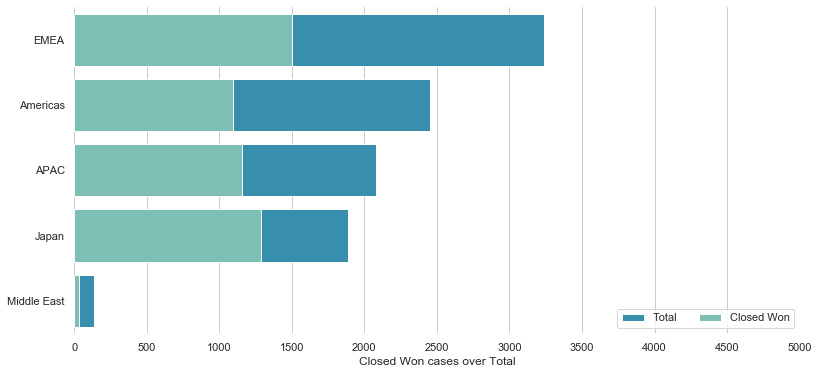 EMEA
Americas
APAC
Japan
Middle East
Total Closed Won
0 500 1000 1500 2000 2500 3000 3500 4000 4500 5000
Closed Won cases over Total